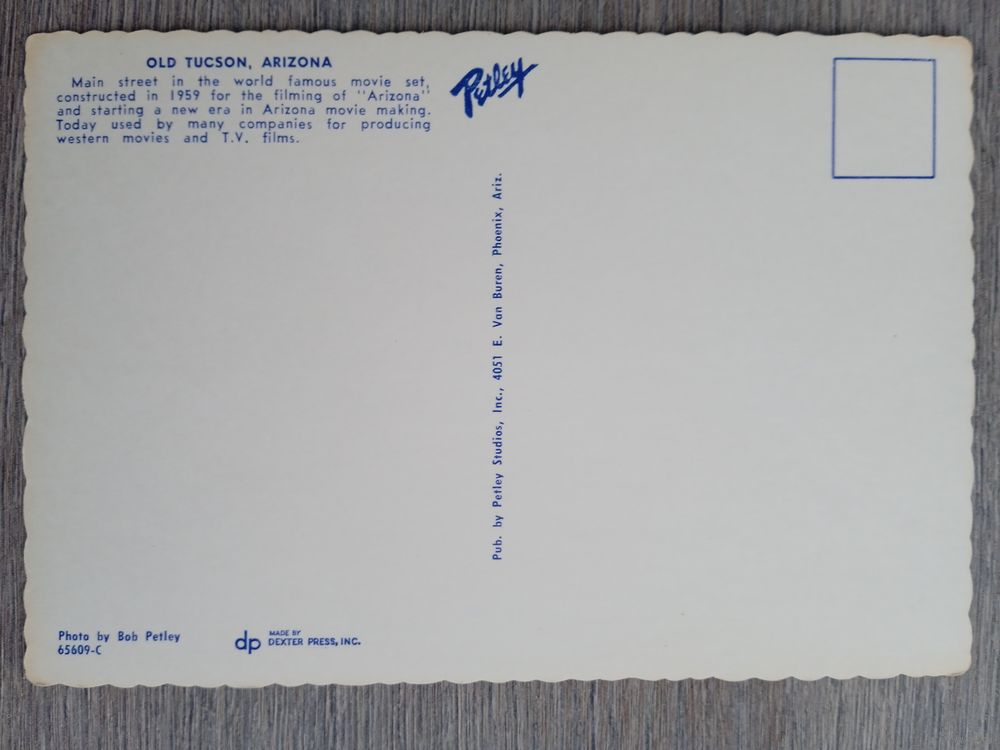 OLD TUCSON, ARIZONA
Main street in the world famous movie set,
constructed in 1959 for the filming of "Arizona"
and starting a new era in Arizona movie making.
Today used by many companies for producing
western movies and T.V. films.
Petley
Pub. by Petley Studios, Inc., 4051 E. Van Buren, Phoenix, Ariz.
Photo by Bob Petley
65609-C
dp
MADE BY
DEXTER PRESS, INC.